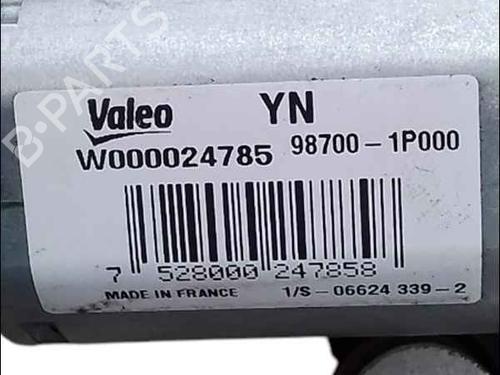 B-PARTS
Valeo YN
W000024785 98700-1P000
7 528000 247858
MADE IN FRANCE 1/S-06624 339-2